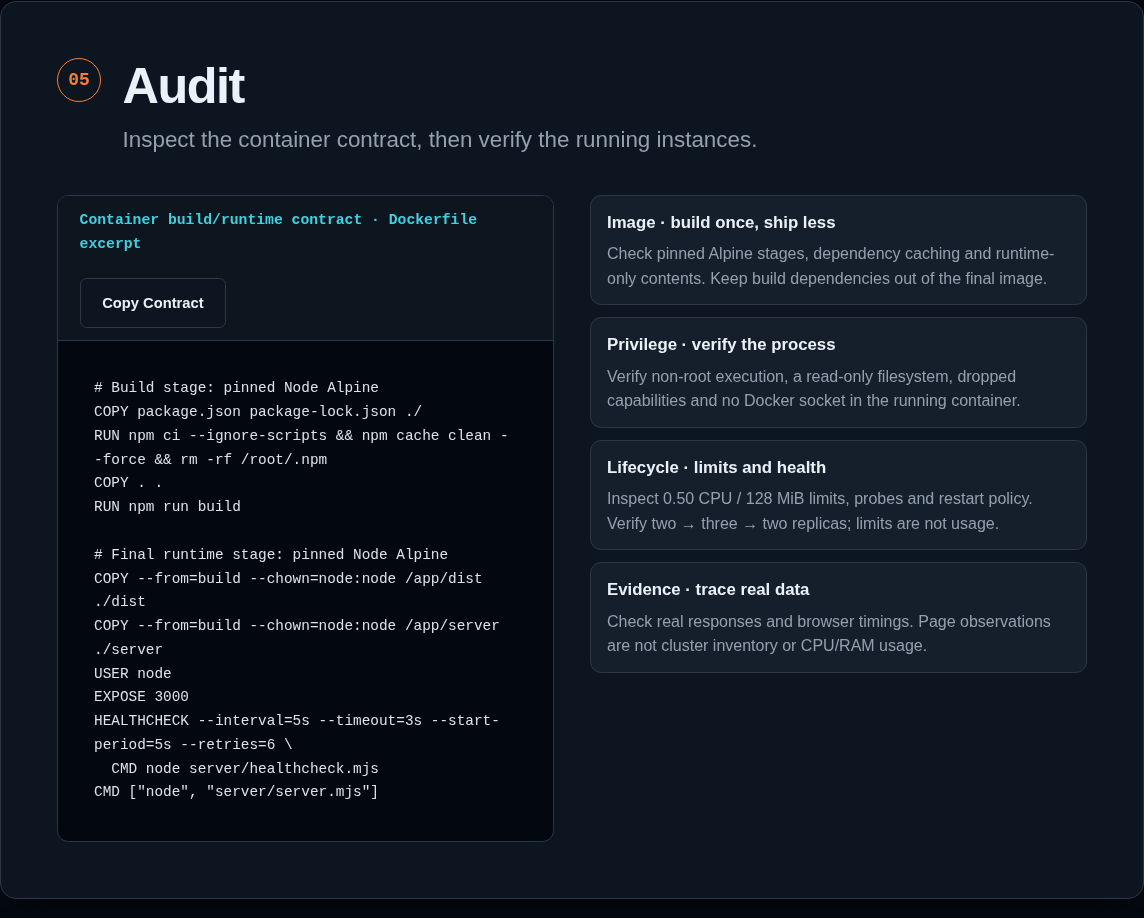 05
Audit
Inspect the container contract, then verify the running instances.
Container build/runtime contract · Dockerfile
excerpt
Copy Contract
# Build stage: pinned Node Alpine
COPY package.json package-lock.json ./
RUN npm ci --ignore-scripts && npm cache clean -
-force && rm -rf /root/.npm
COPY . .
RUN npm run build

# Final runtime stage: pinned Node Alpine
COPY --from=build --chown=node:node /app/dist
./dist
COPY --from=build --chown=node:node /app/server
./server
USER node
EXPOSE 3000
HEALTHCHECK --interval=5s --timeout=3s --start-
period=5s --retries=6 \
  CMD node server/healthcheck.mjs
CMD ["node", "server/server.mjs"]
Image · build once, ship less
Check pinned Alpine stages, dependency caching and runtime-
only contents. Keep build dependencies out of the final image.
Privilege · verify the process
Verify non-root execution, a read-only filesystem, dropped
capabilities and no Docker socket in the running container.
Lifecycle · limits and health
Inspect 0.50 CPU / 128 MiB limits, probes and restart policy.
Verify two → three → two replicas; limits are not usage.
Evidence · trace real data
Check real responses and browser timings. Page observations
are not cluster inventory or CPU/RAM usage.